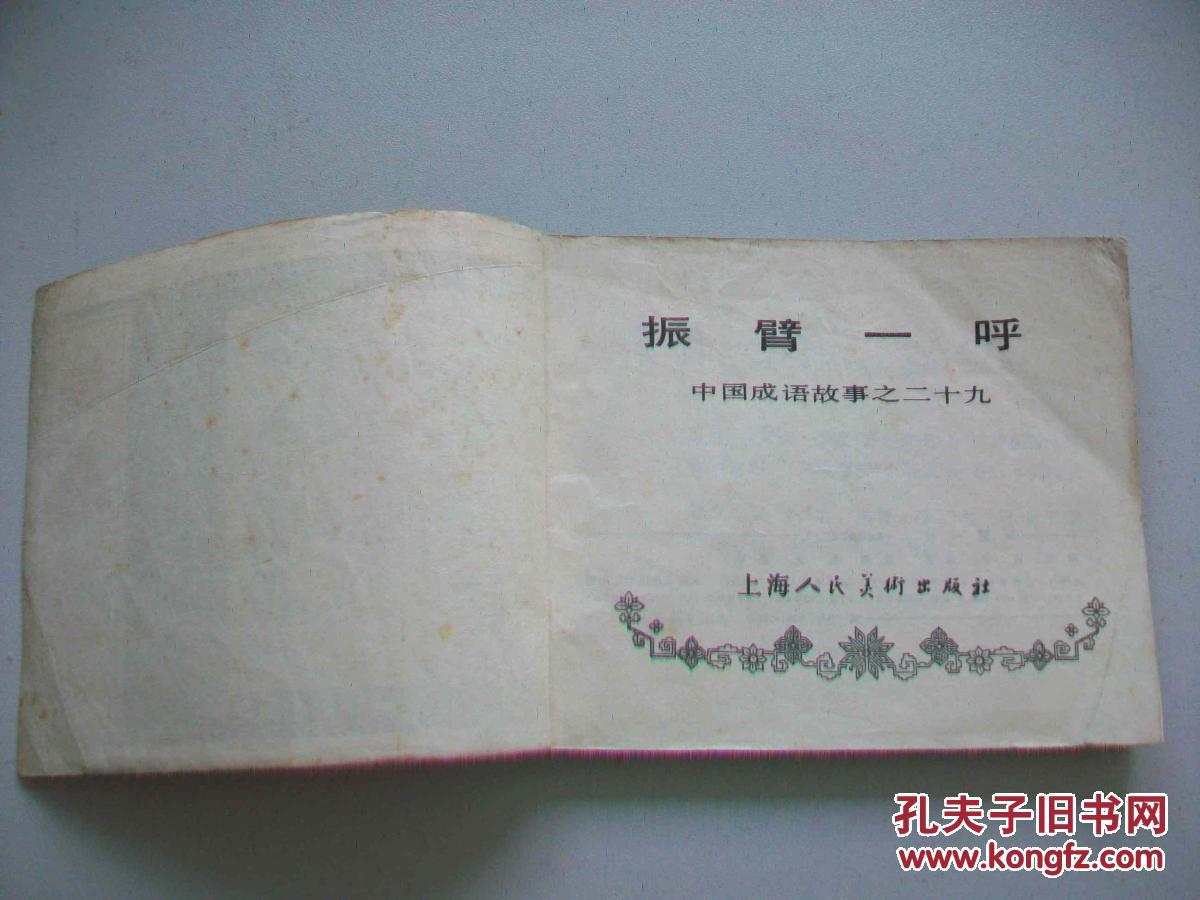 振臂一呼
中国成语故事之二十九
上海人民美術出版社
孔夫子旧书网
www.kongfz.com